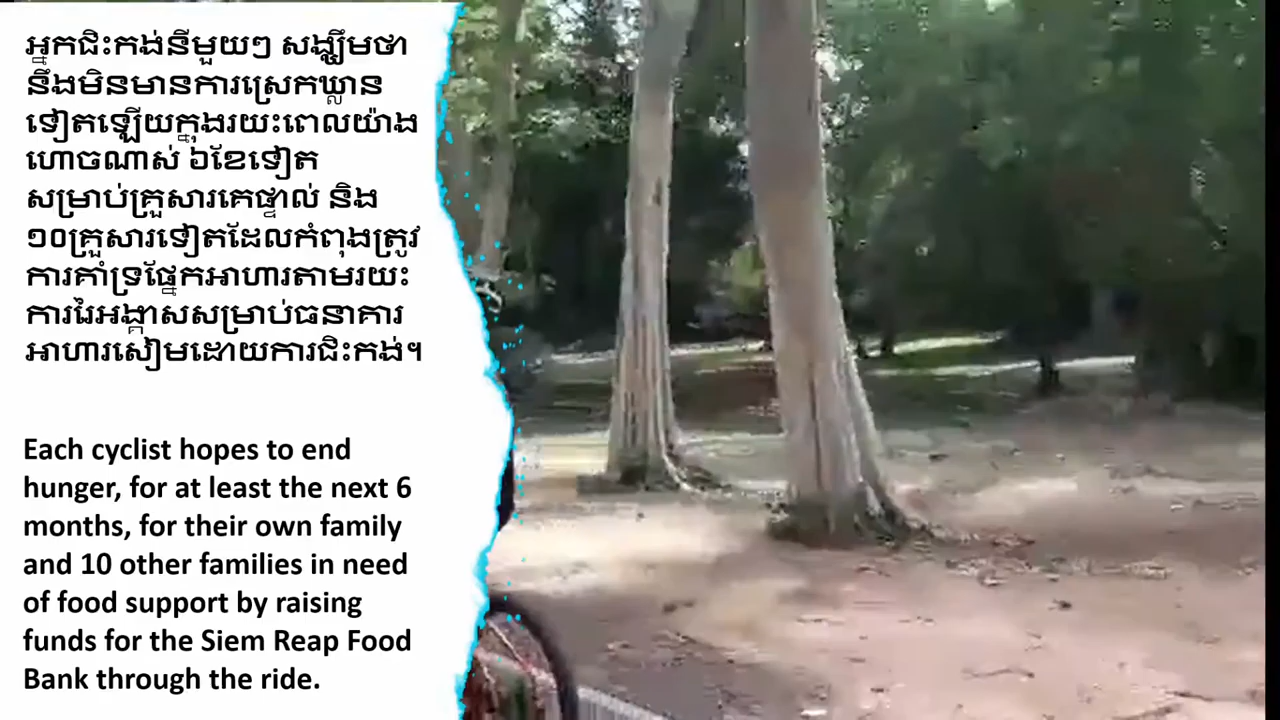 អ្នកជិះកង់នីមួយៗ សង្ឃឹមថា
នឹងមិនមានការស្រេកឃ្លាន
ទៀតឡើយក្នុងរយះពេលយ៉ាង
ហោចណាស់ ៦ខែទៀត
សម្រាប់គ្រួសារគេផ្ទាល់ និង
១០គ្រួសារទៀតដែលកំពុងត្រូវ
ការគាំទ្រផ្នែកអាហារតាមរយះ
ការរៃអង្គាសសម្រាប់ធនាគារ
អាហារសៀមដោយការជិះកង់។
Each cyclist hopes to end
hunger, for at least the next 6
months, for their own family
and 10 other families in need
of food support by raising
funds for the Siem Reap Food
Bank through the ride.